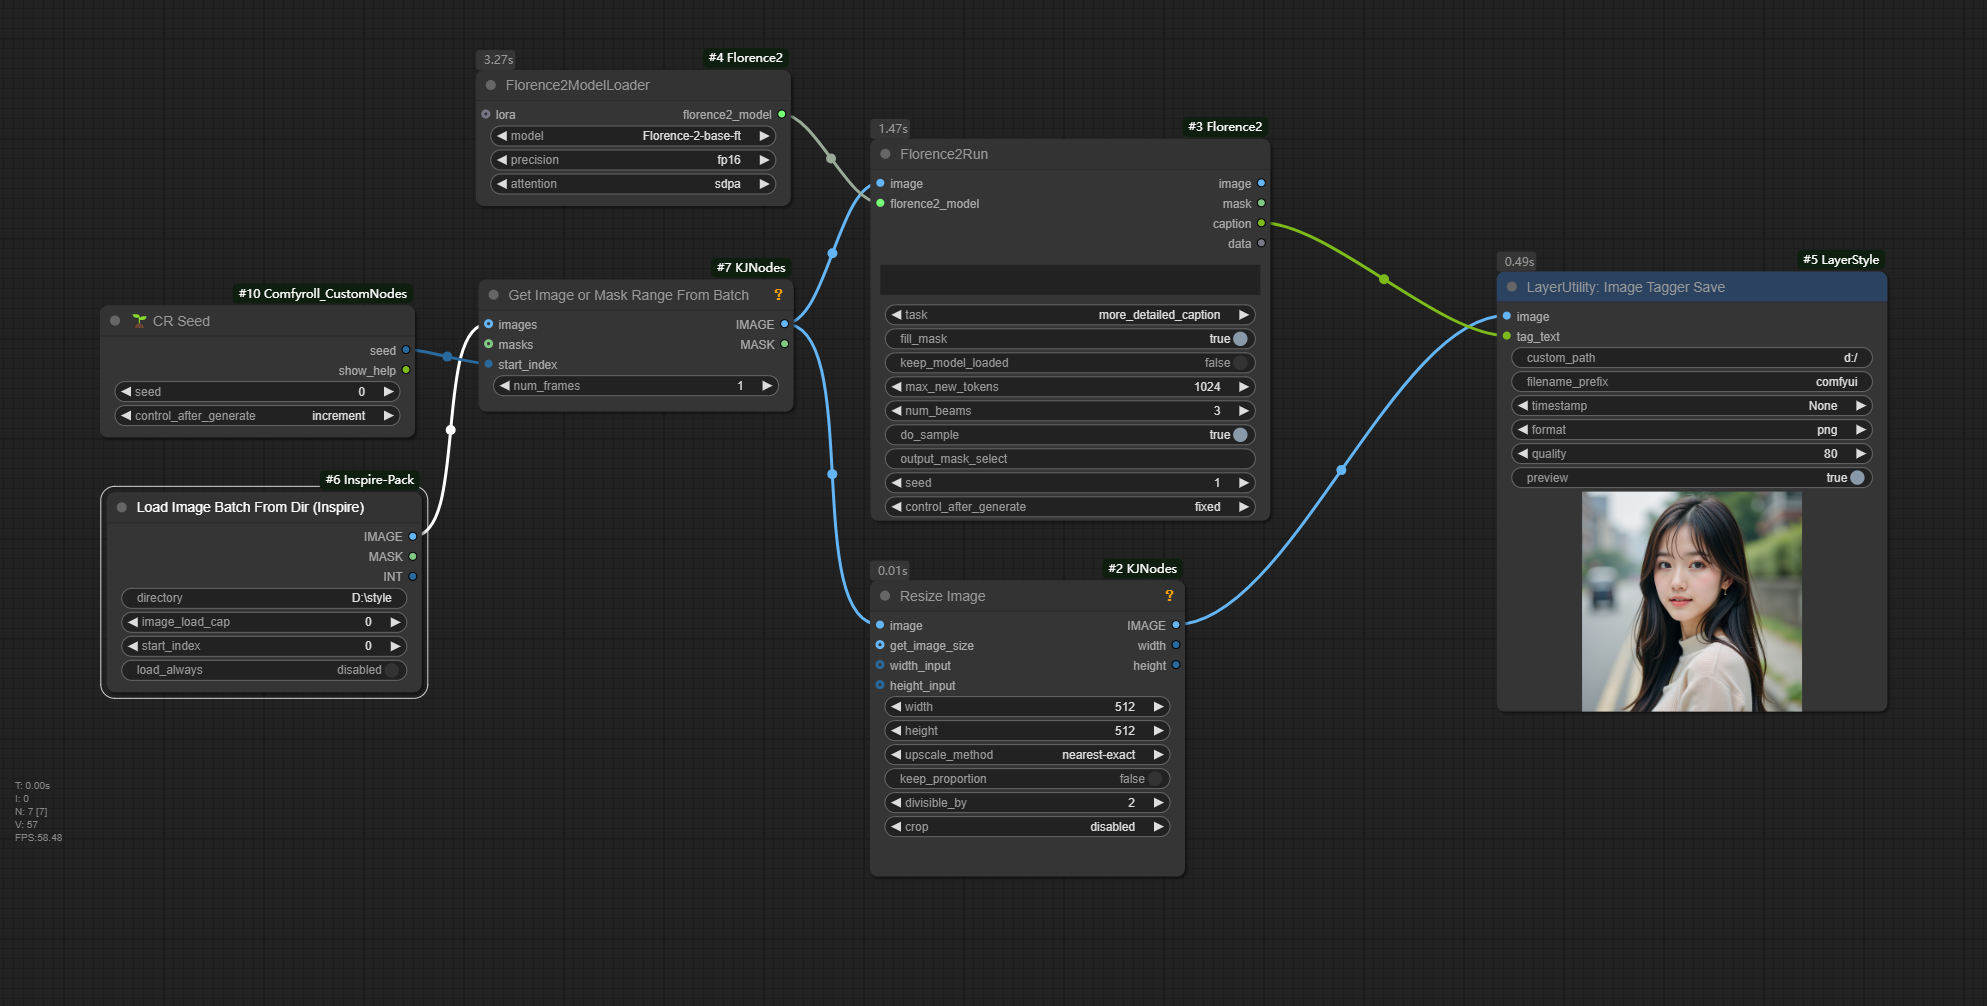 3.27s
#4 Florence2
Florence2ModelLoader
lora
florence2_model
model Florence-2-base-ft
precision fp16
attention sdpa
1.47s
#3 Florence2
Florence2Run
image
florence2_model
image
mask
caption
data
task more_detailed_caption
fill_mask true
keep_model_loaded false
max_new_tokens 1024
num_beams 3
do_sample true
output_mask_select
seed 1
control_after_generate fixed
#10 Comfyroll_CustomNodes
CR Seed
seed
show_help
seed 0
control_after_generate increment
#7 KJNodes
Get Image or Mask Range From Batch ?
images
masks
start_index
IMAGE
MASK
num_frames 1
#6 Inspire-Pack
Load Image Batch From Dir (Inspire)
IMAGE
MASK
INT
directory D:\style
image_load_cap 0
start_index 0
load_always disabled
0.01s
#2 KJNodes
Resize Image ?
image
get_image_size
width_input
height_input
IMAGE
width
height
width 512
height 512
upscale_method nearest-exact
keep_proportion false
divisible_by 2
crop disabled
0.49s
#5 LayerStyle
LayerUtility: Image Tagger Save
image
tag_text
custom_path d:/
filename_prefix comfyui
timestamp None
format png
quality 80
preview true
T: 0.00s
I: 0
N: 7 [7]
V: 57
FPS:58.48